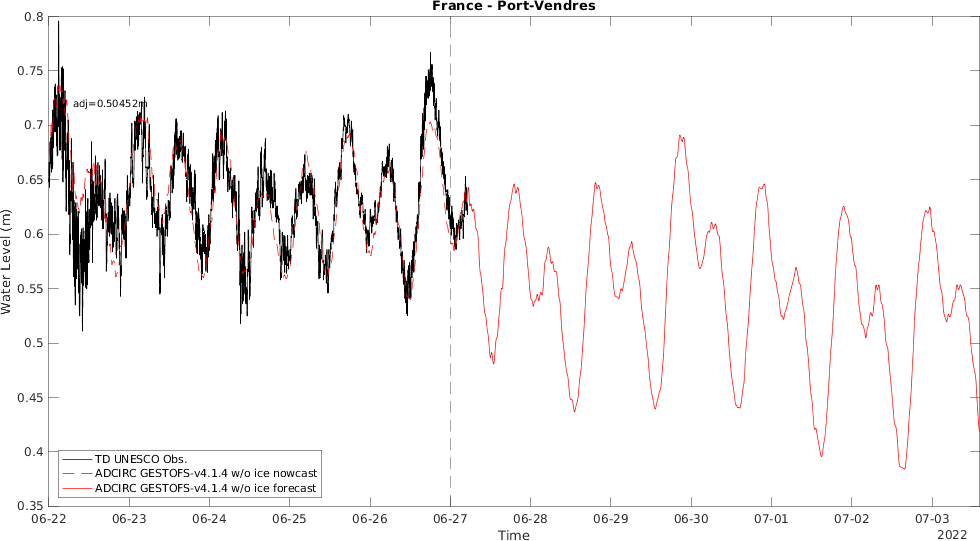 France - Port-Vendres
0.8
0.75
0.7
0.65
0.6
0.55
0.5
0.45
0.4
0.35
Water Level (m)
adj=0.50452m
TD UNESCO Obs.
ADCIRC GESTOFS-v4.1.4 w/o ice nowcast
ADCIRC GESTOFS-v4.1.4 w/o ice forecast
06-22 06-23 06-24 06-25 06-26 06-27 06-28 06-29 06-30 07-01 07-02 07-03
Time
2022